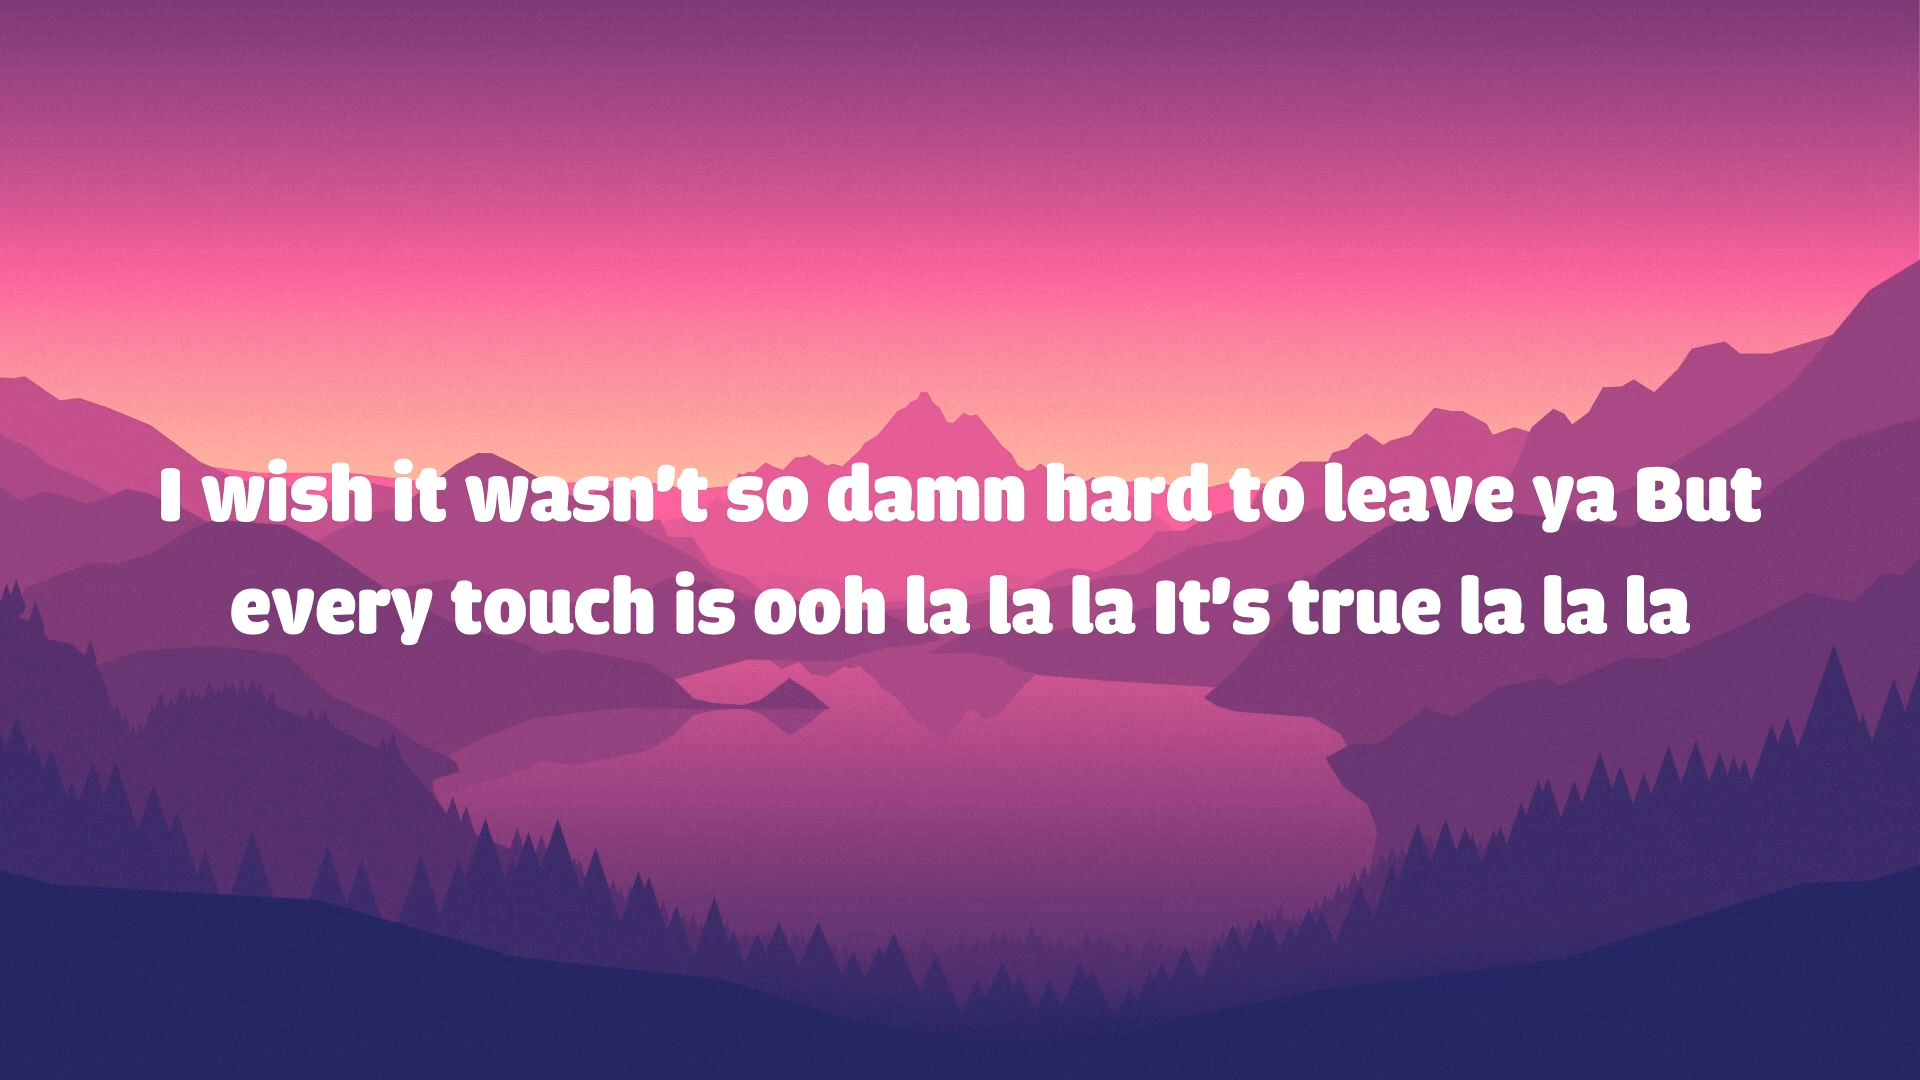 I wish it wasn't so damn hard to leave ya But
every touch is ooh la la la It's true la la la